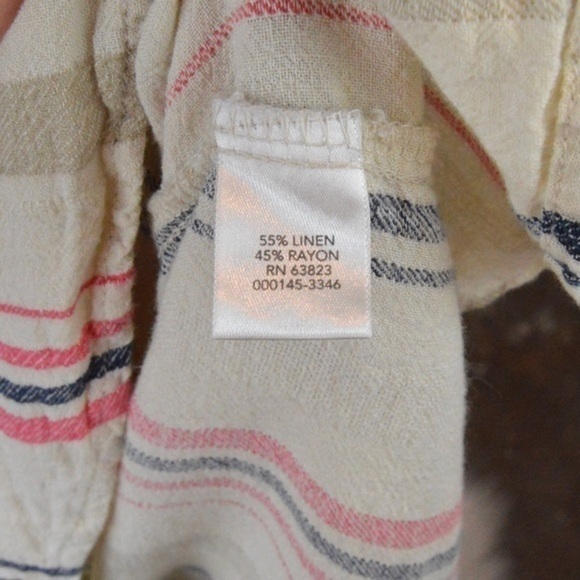 55% LINEN
45% RAYON
RN 63823
000145-3346